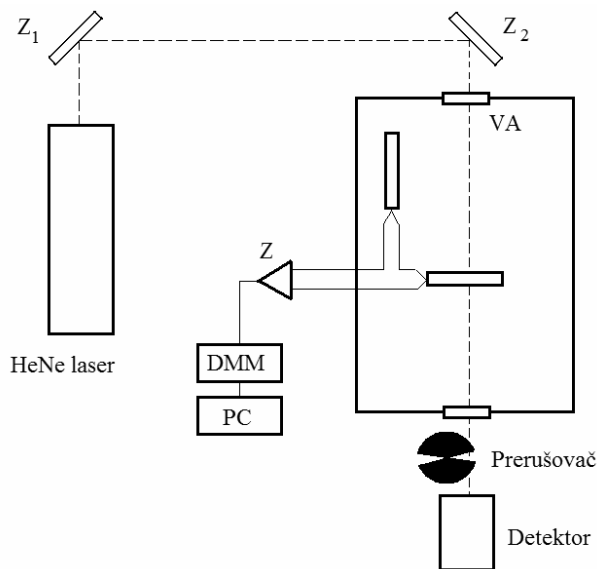 Z1
Z2
VA
Z
HeNe laser
DMM
PC
Prerušovač
Detektor